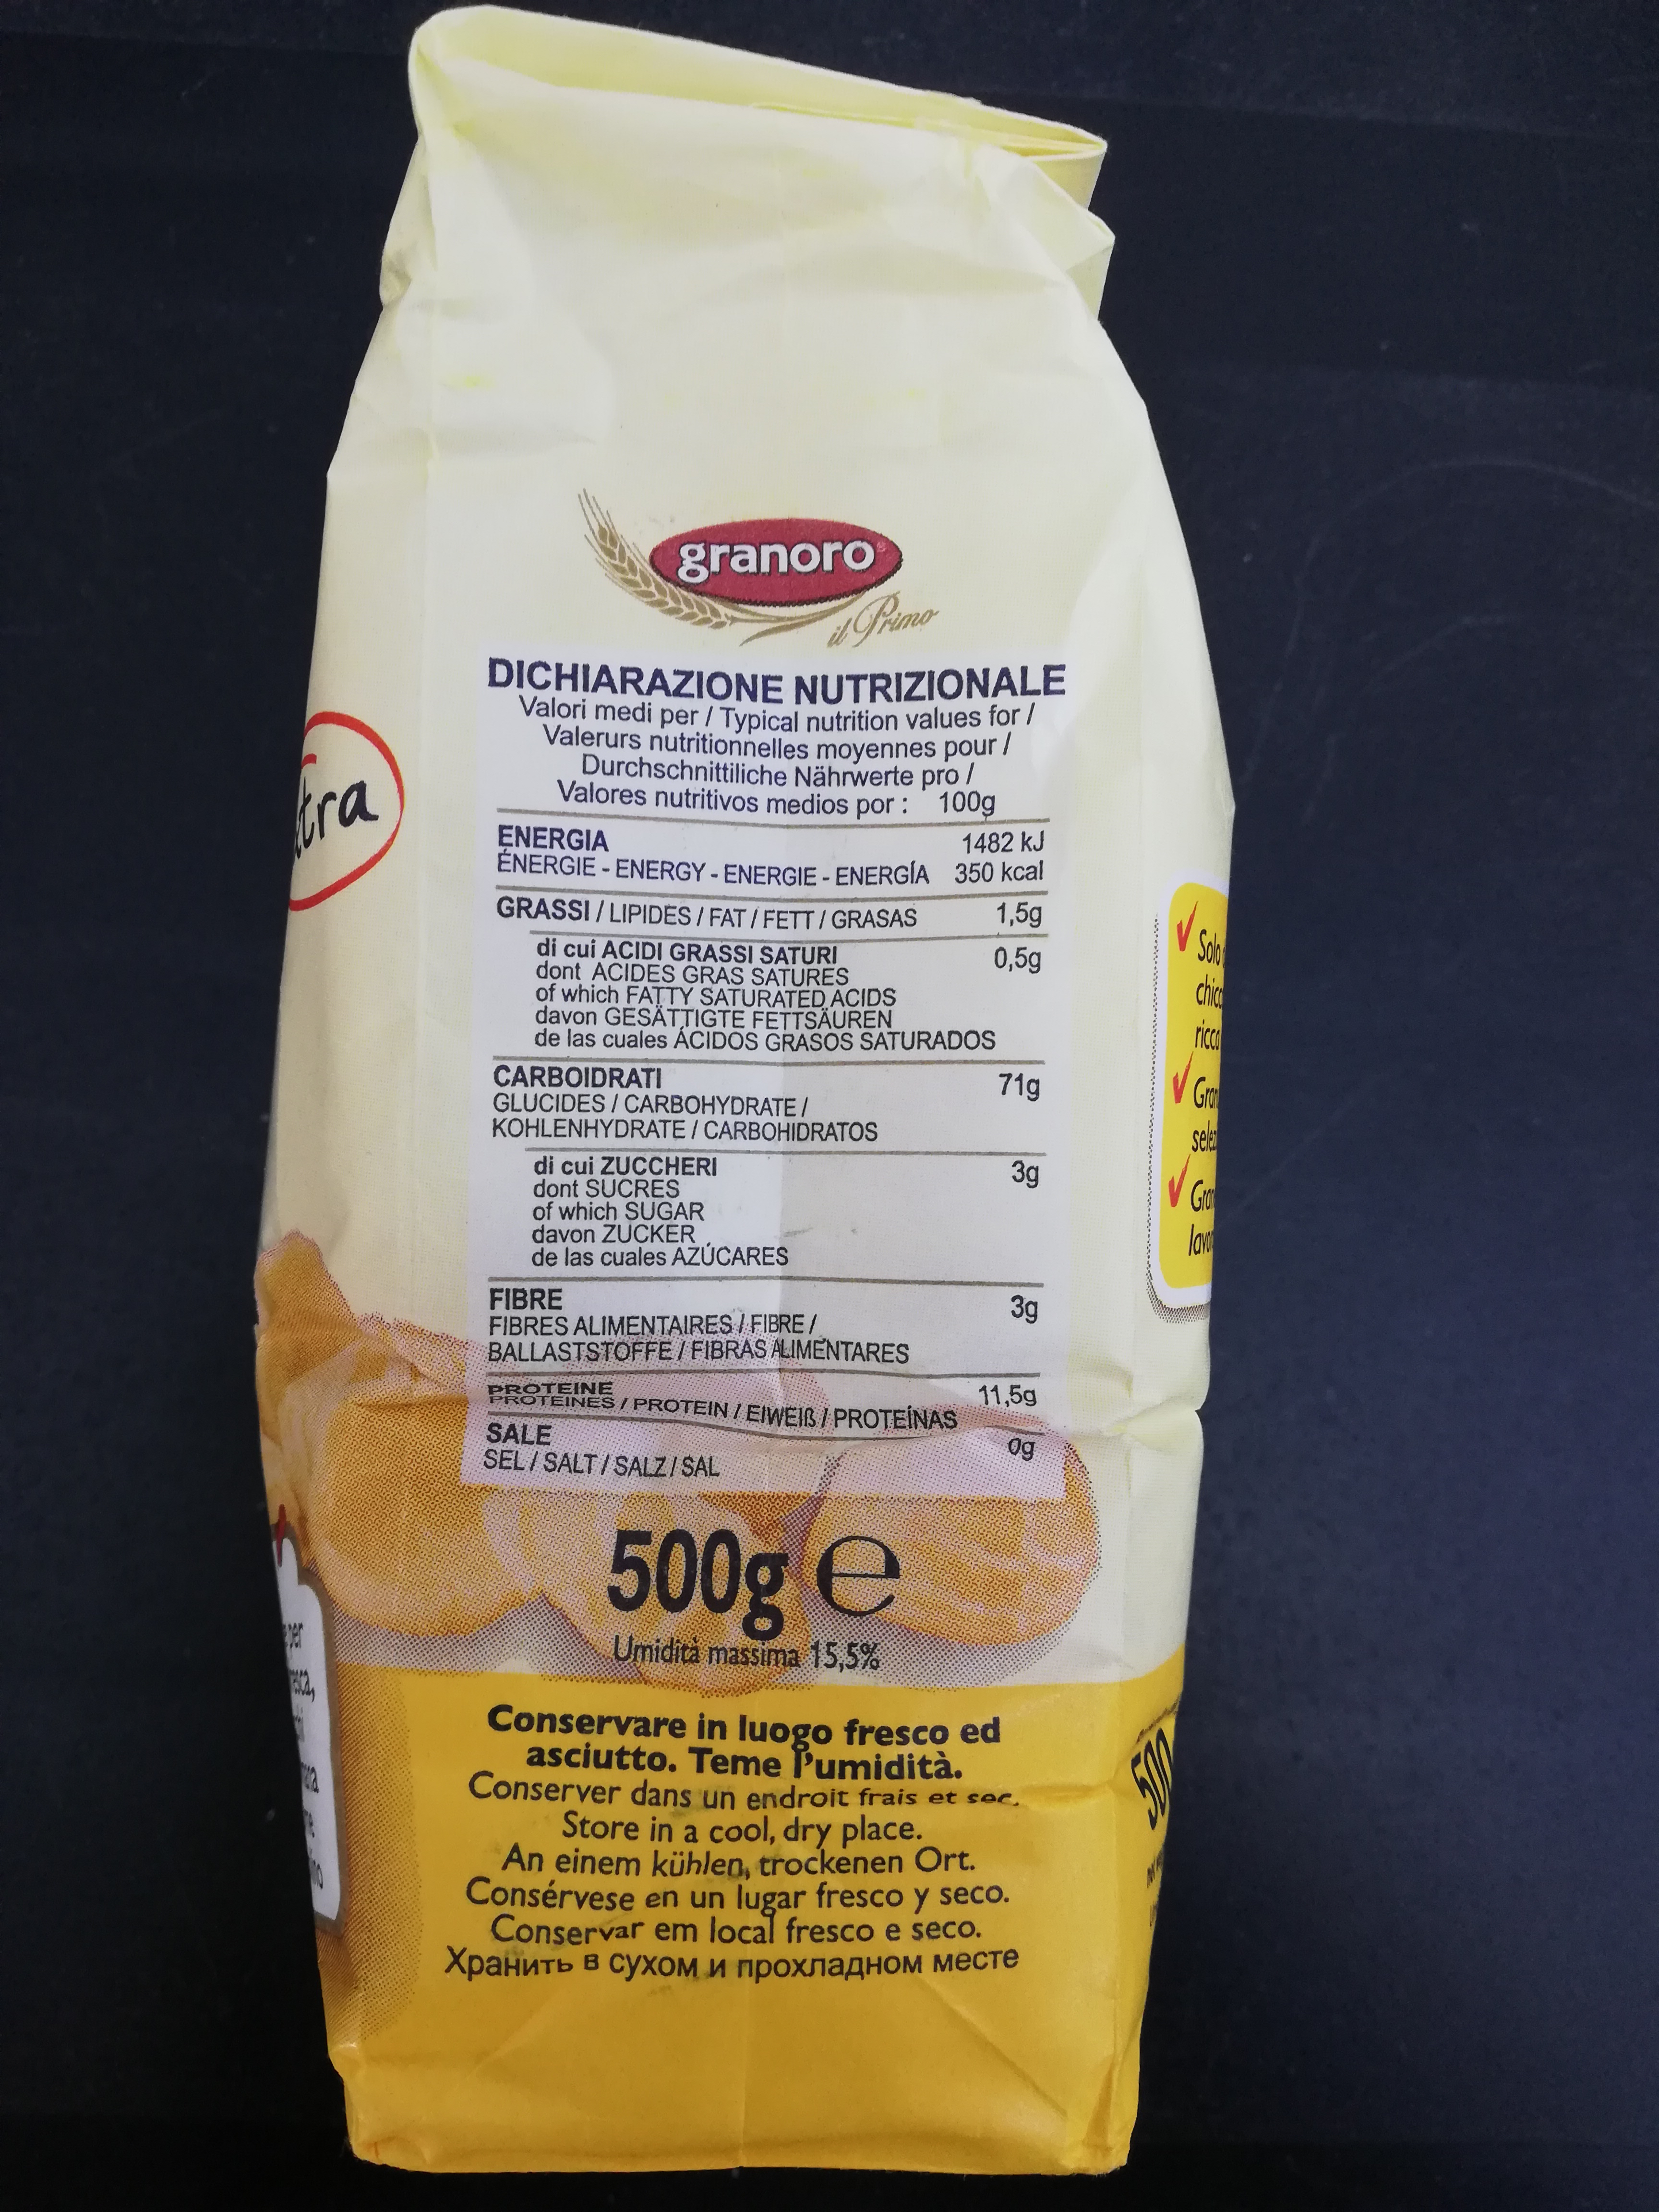 granoro
il Primo
DICHIARAZIONE NUTRIZIONALE
Valori medi per / Typical nutrition values for /
Valerurs nutritionnelles moyennes pour /
Durchschnittiliche Nährwerte pro /
Valores nutritivos medios por : 100g
ENERGIA 1482 kJ
ÉNERGIE - ENERGY - ENERGIE - ENERGÍA 350 kcal
GRASSI / LIPIDES / FAT / FETT / GRASAS 1,5g
di cui ACIDI GRASSI SATURI 0,5g
dont ACIDES GRAS SATURES
of which FATTY SATURATED ACIDS
davon GESÄTTIGTE FETTSÄUREN
de las cuales ÁCIDOS GRASOS SATURADOS
CARBOIDRATI 71g
GLUCIDES / CARBOHYDRATE /
KOHLENHYDRATE / CARBOHIDRATOS
di cui ZUCCHERI 3g
dont SUCRES
of which SUGAR
davon ZUCKER
de las cuales AZÚCARES
FIBRE 3g
FIBRES ALIMENTAIRES / FIBRE /
BALLASTSTOFFE / FIBRAS ALIMENTARES
PROTEINE 11,5g
PROTEINES / PROTEIN / EIWEIß / PROTEÍNAS
SALE 0g
SEL / SALT / SALZ / SAL
500g e
Umidità massima 15,5%
Conservare in luogo fresco ed
asciutto. Teme l'umidità.
Conserver dans un endroit frais et sec.
Store in a cool, dry place.
An einem kühlen, trockenen Ort.
Consérvese en un lugar fresco y seco.
Conservar em local fresco e seco.
Хранить в сухом и прохладном месте
tra
Solo
500